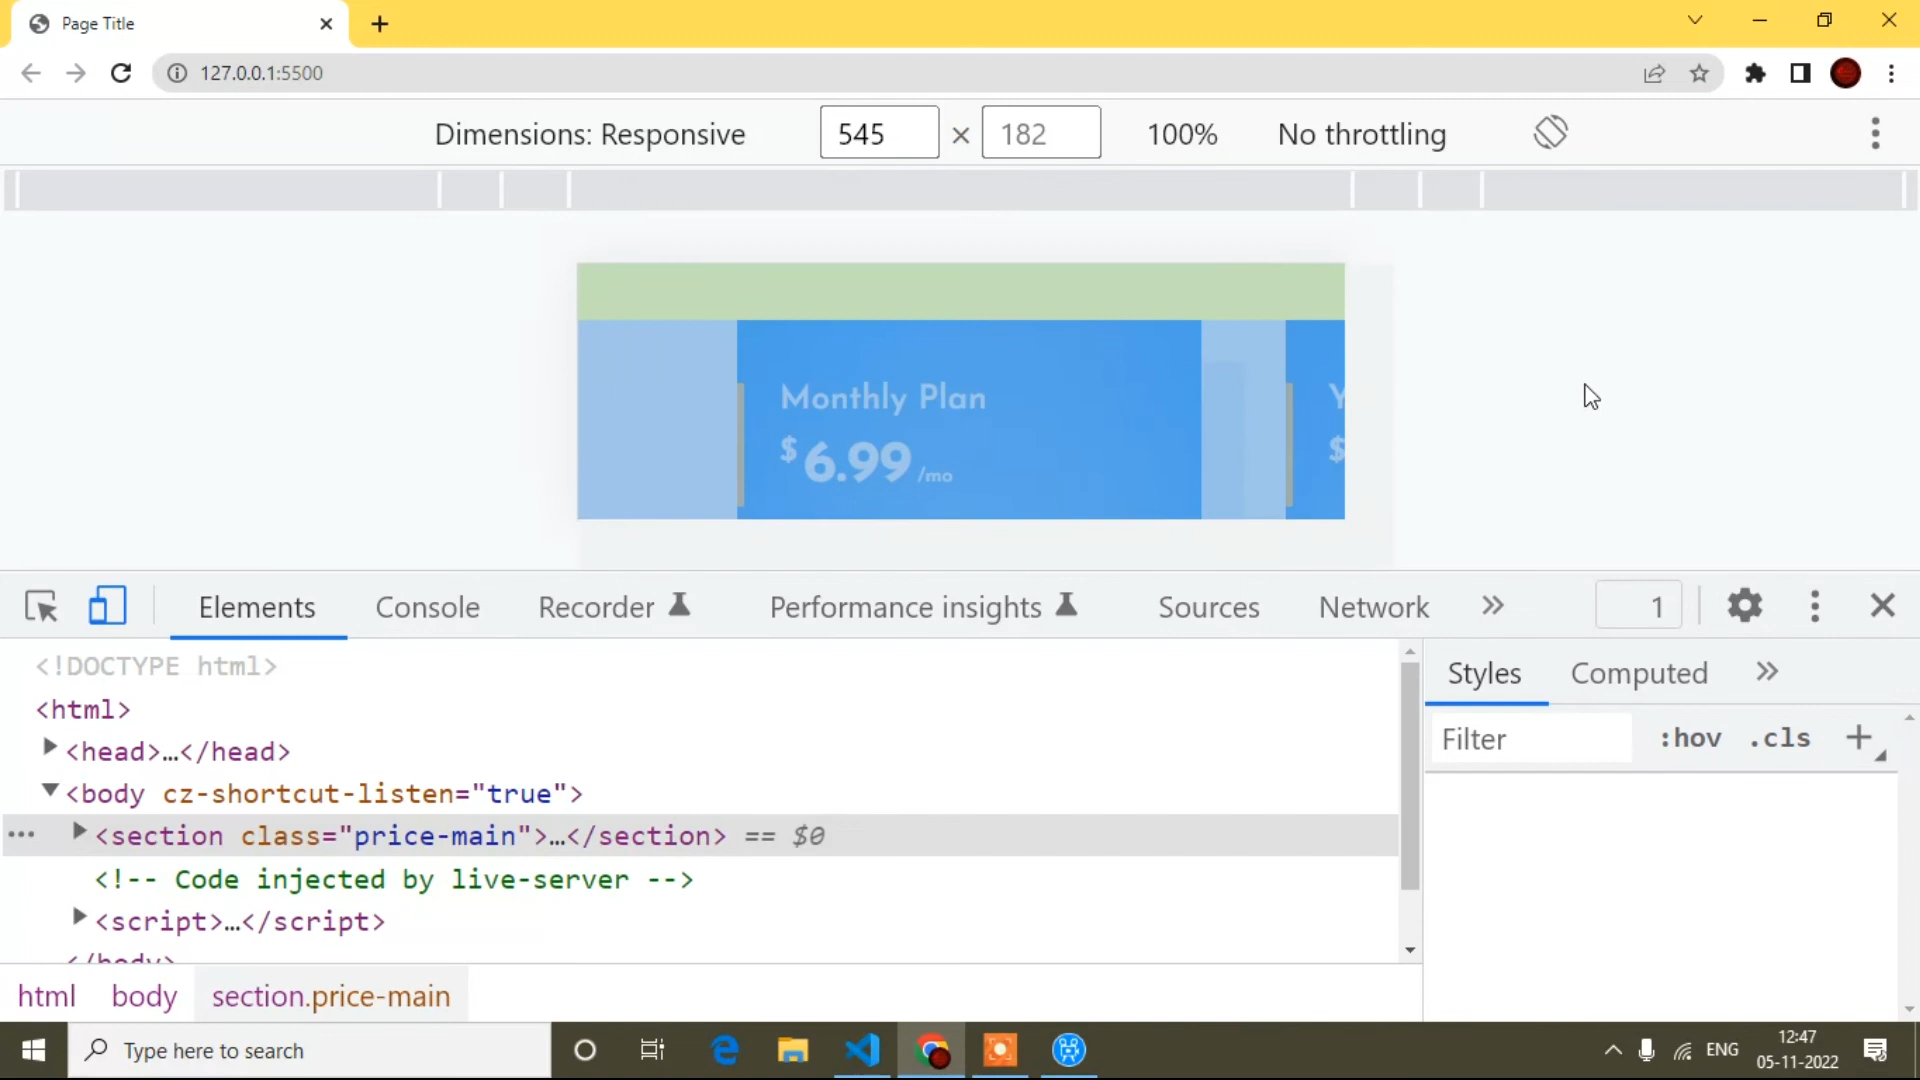 Page Title
127.0.0.1:5500
Dimensions: Responsive 545 × 182 100% No throttling
Monthly Plan Y
$6.99 /mo $
Elements Console Recorder Performance insights Sources Network 1
<!DOCTYPE html>
<html>
<head>…</head>
<body cz-shortcut-listen="true">
<section class="price-main">…</section> == $0
<!-- Code injected by live-server -->
<script>…</script>
</body>
html body section.price-main
Styles Computed
Filter :hov .cls
Type here to search
ENG
12:47
05-11-2022